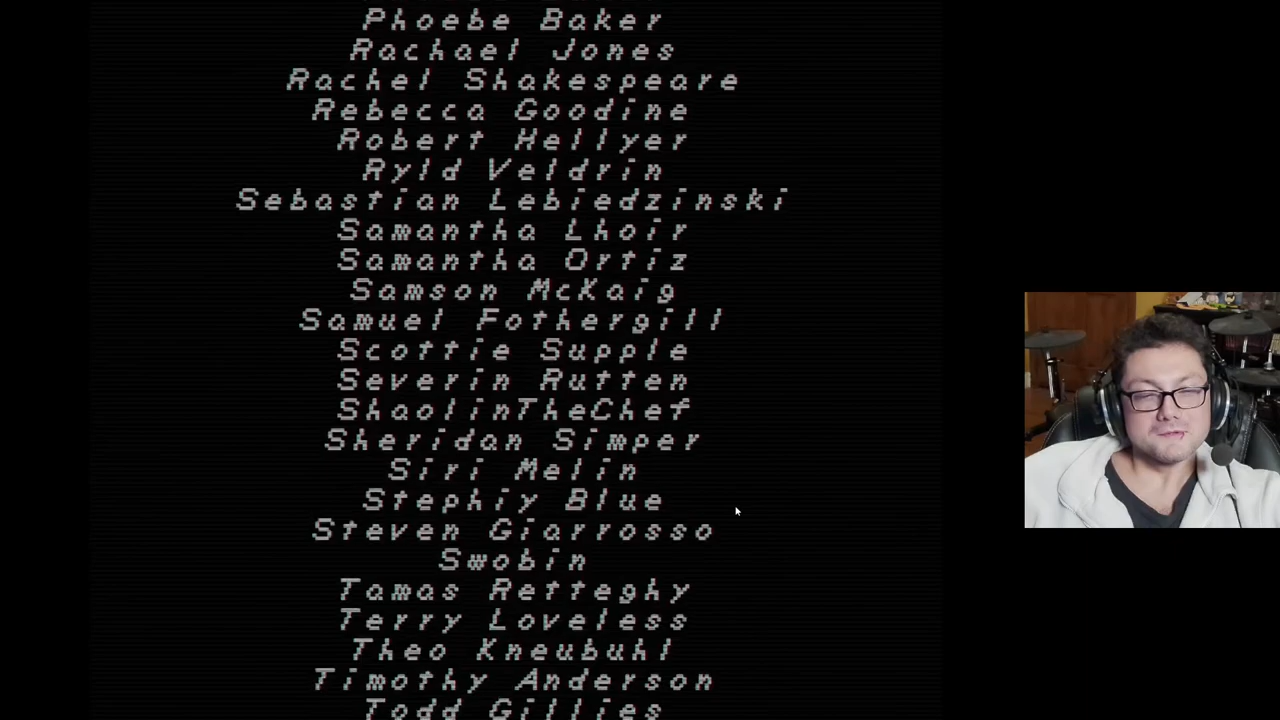 Phoebe Baker
Rachael Jones
Rachel Shakespeare
Rebecca Goodine
Robert Hellyer
Ryld Veldrin
Sebastian Lebiedzinski
Samantha Lhoir
Samantha Ortiz
Samson McKaig
Samuel Fothergill
Scottie Supple
Severin Rutten
ShaolinTheChef
Sheridan Simper
Siri Melin
Stephiy Blue
Steven Giarrosso
Swobin
Tamas Retteghy
Terry Loveless
Theo Kneubuhl
Timothy Anderson
Todd Gillies